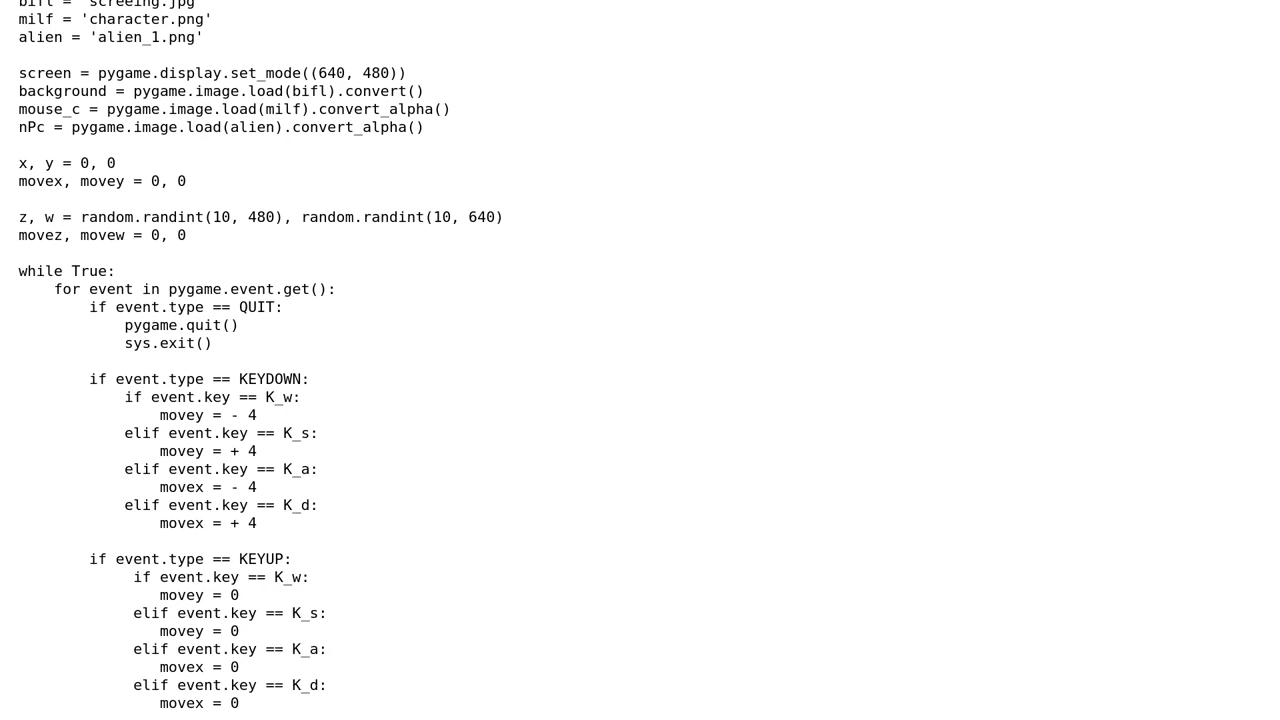 bifl = 'screeing.jpg'
milf = 'character.png'
alien = 'alien_1.png'

screen = pygame.display.set_mode((640, 480))
background = pygame.image.load(bifl).convert()
mouse_c = pygame.image.load(milf).convert_alpha()
nPc = pygame.image.load(alien).convert_alpha()

x, y = 0, 0
movex, movey = 0, 0

z, w = random.randint(10, 480), random.randint(10, 640)
movez, movew = 0, 0

while True:
    for event in pygame.event.get():
        if event.type == QUIT:
            pygame.quit()
            sys.exit()

        if event.type == KEYDOWN:
            if event.key == K_w:
                movey = - 4
            elif event.key == K_s:
                movey = + 4
            elif event.key == K_a:
                movex = - 4
            elif event.key == K_d:
                movex = + 4

        if event.type == KEYUP:
             if event.key == K_w:
                movey = 0
             elif event.key == K_s:
                movey = 0
             elif event.key == K_a:
                movex = 0
             elif event.key == K_d:
                movex = 0